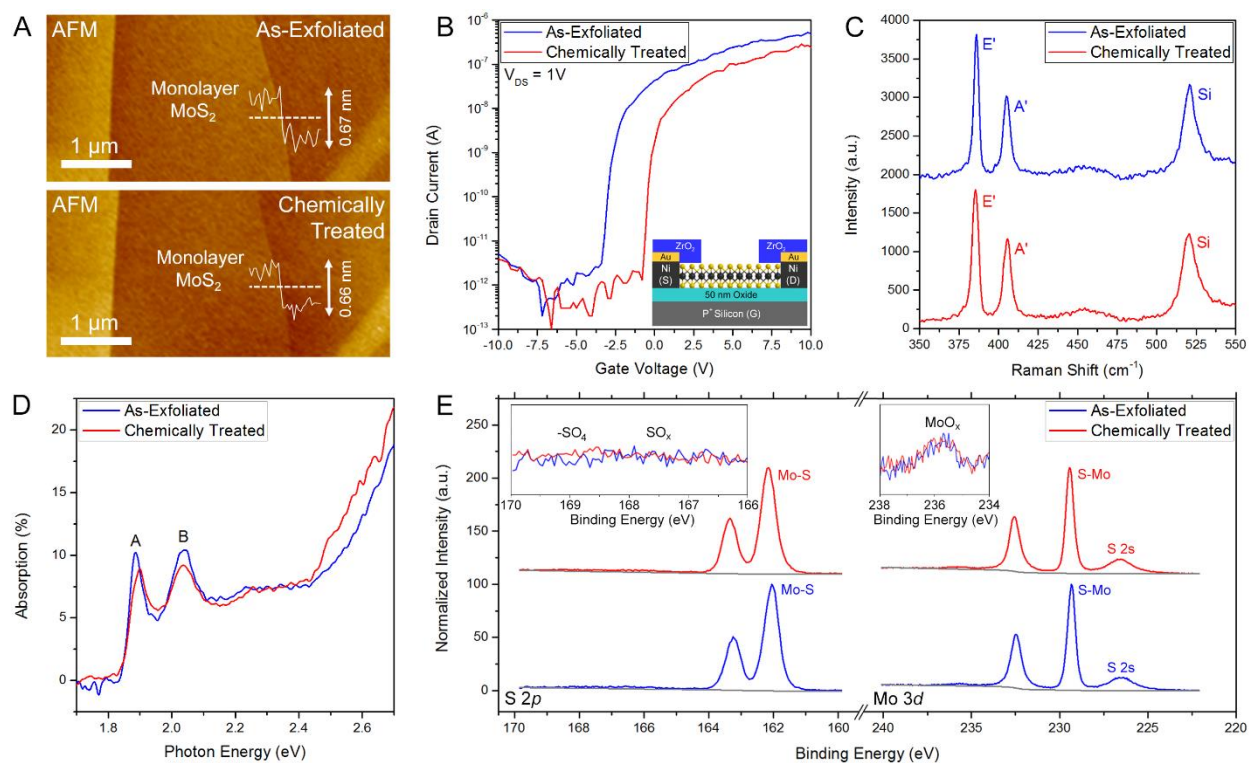 A
AFM
As-Exfoliated
Monolayer
MoS₂
0.67 nm
1 µm
AFM
Chemically
Treated
Monolayer
MoS₂
0.66 nm
1 µm
B
As-Exfoliated
Chemically Treated
V_DS = 1V
10⁻⁵
10⁻⁶
10⁻⁷
10⁻⁸
10⁻⁹
10⁻¹⁰
10⁻¹¹
10⁻¹²
10⁻¹³
Drain Current (A)
ZrO₂ ZrO₂
Au Au
Ni Ni
(S) (D)
50 nm Oxide
P⁺ Silicon (G)
-10.0 -7.5 -5.0 -2.5 0.0 2.5 5.0 7.5 10.0
Gate Voltage (V)
C
As-Exfoliated
Chemically Treated
E'
A'
Si
E'
A'
Si
4000
3500
3000
2500
2000
1500
1000
500
0
Intensity (a.u.)
350 375 400 425 450 475 500 525 550
Raman Shift (cm⁻¹)
D
As-Exfoliated
Chemically Treated
A
B
20
15
10
5
0
Absorption (%)
1.8 2.0 2.2 2.4 2.6
Photon Energy (eV)
E
As-Exfoliated
Chemically Treated
-SO₄ SOₓ
170 169 168 167 166
Binding Energy (eV)
MoOₓ
238 236 234
Binding Energy (eV)
Mo-S
S-Mo
S 2s
Mo-S
S-Mo
S 2s
250
200
150
100
50
0
Normalized Intensity (a.u.)
S 2p
Mo 3d
170 168 166 164 162 160 240 235 230 225 220
Binding Energy (eV)